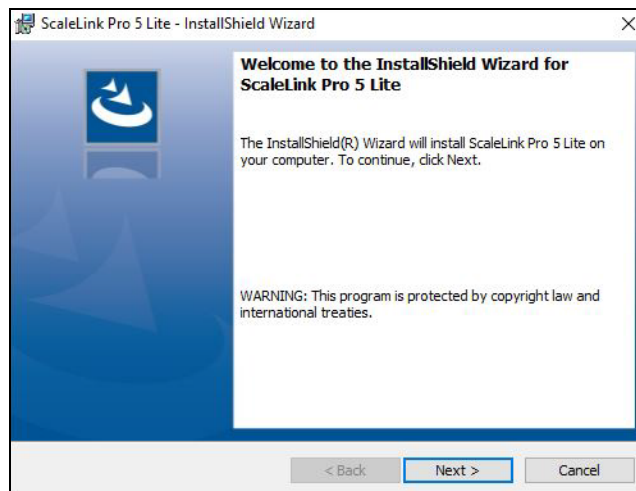 ScaleLink Pro 5 Lite - InstallShield Wizard
Welcome to the InstallShield Wizard for
ScaleLink Pro 5 Lite
The InstallShield(R) Wizard will install ScaleLink Pro 5 Lite on
your computer. To continue, click Next.
WARNING: This program is protected by copyright law and
international treaties.
< Back
Next >
Cancel